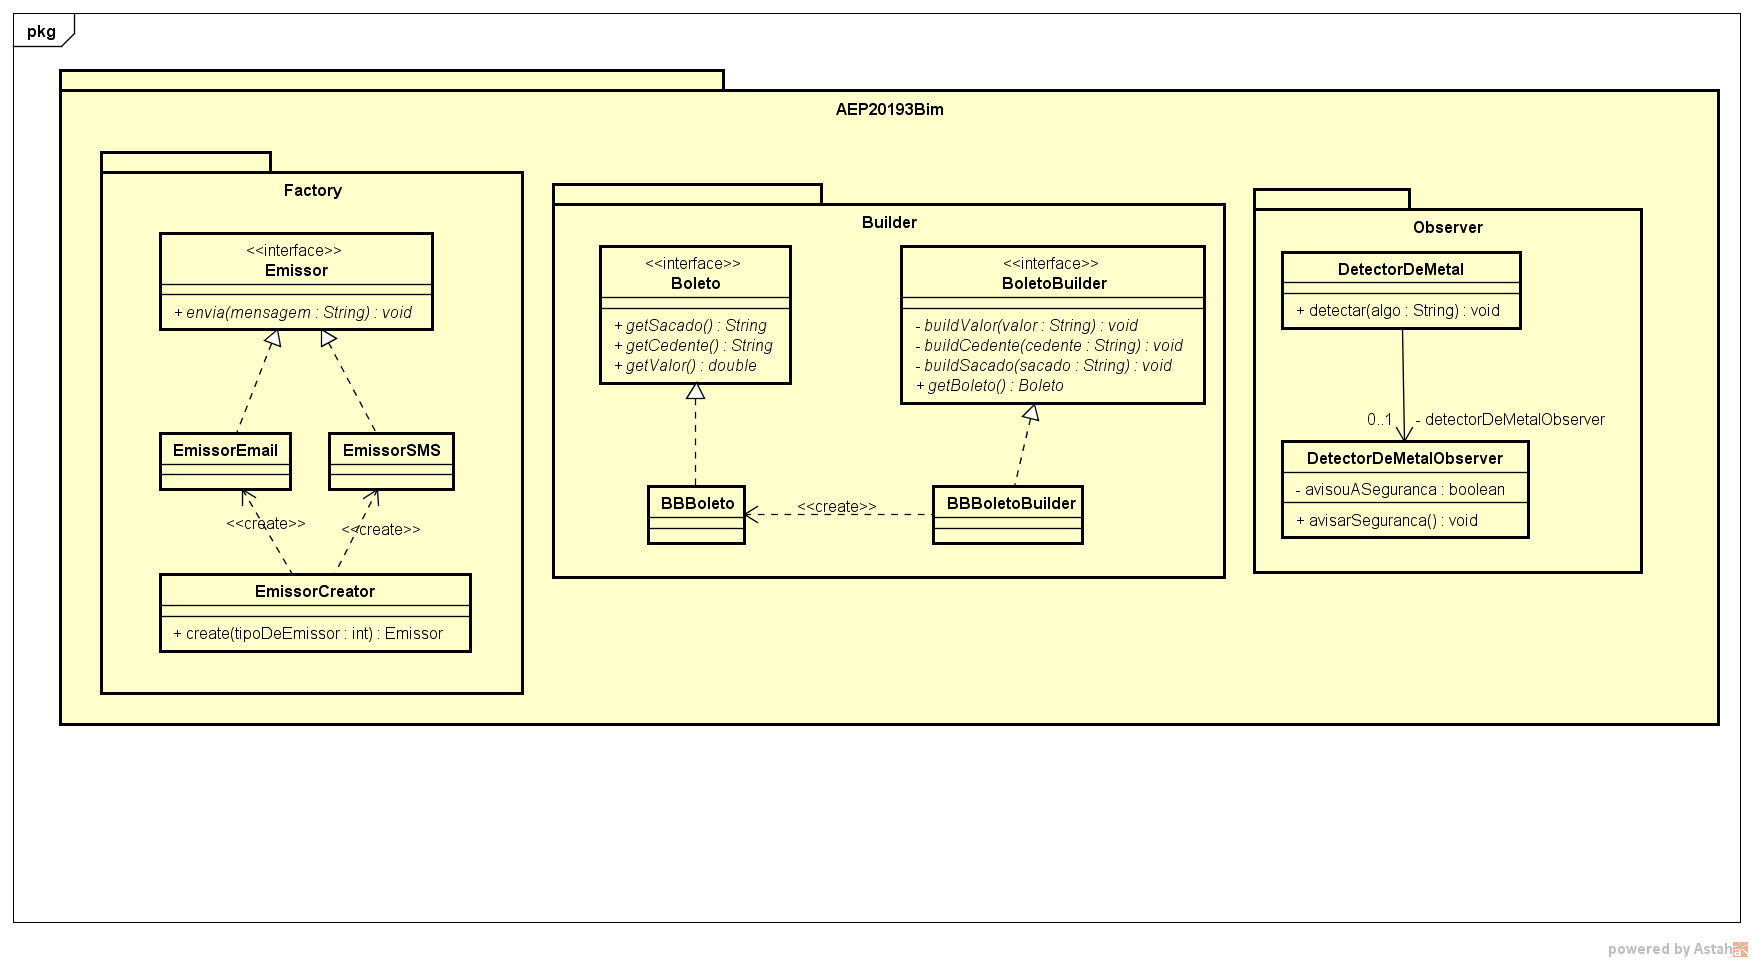 pkg
AEP20193Bim
Factory
<<interface>>
Emissor
+ envia(mensagem : String) : void
EmissorEmail
EmissorSMS
<<create>>
<<create>>
EmissorCreator
+ create(tipoDeEmissor : int) : Emissor
Builder
<<interface>>
Boleto
+ getSacado() : String
+ getCedente() : String
+ getValor() : double
<<interface>>
BoletoBuilder
- buildValor(valor : String) : void
- buildCedente(cedente : String) : void
- buildSacado(sacado : String) : void
+ getBoleto() : Boleto
BBBoleto
<<create>>
BBBoletoBuilder
Observer
DetectorDeMetal
+ detectar(algo : String) : void
0..1
- detectorDeMetalObserver
DetectorDeMetalObserver
- avisouASeguranca : boolean
+ avisarSeguranca() : void
powered by Astah